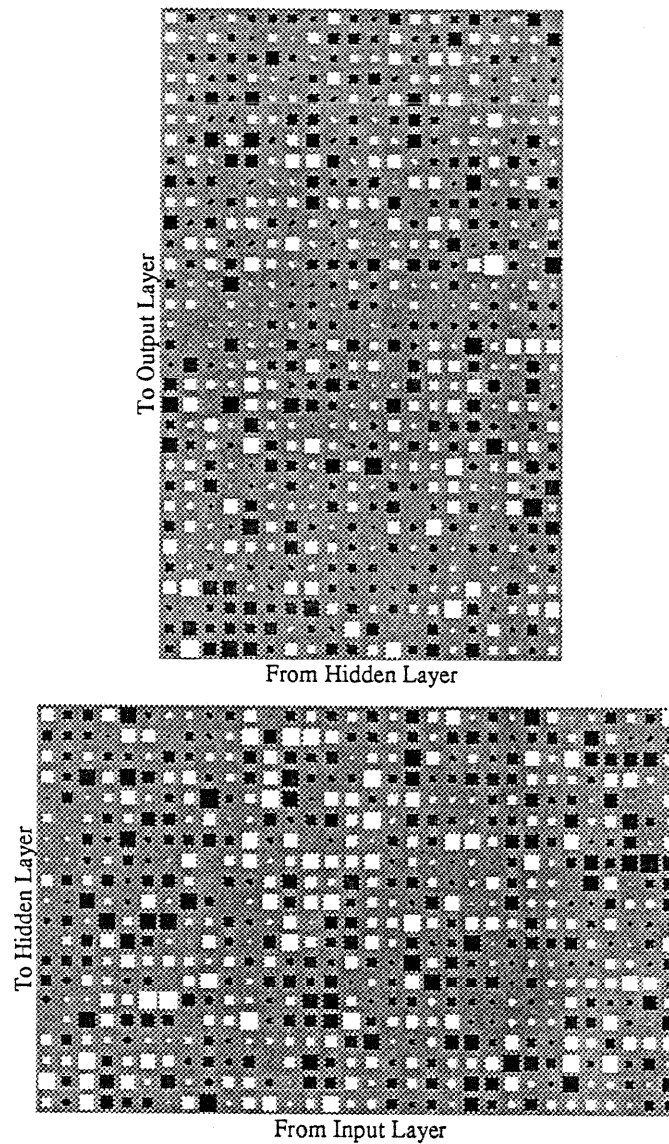 To Output Layer
From Hidden Layer
To Hidden Layer
From Input Layer